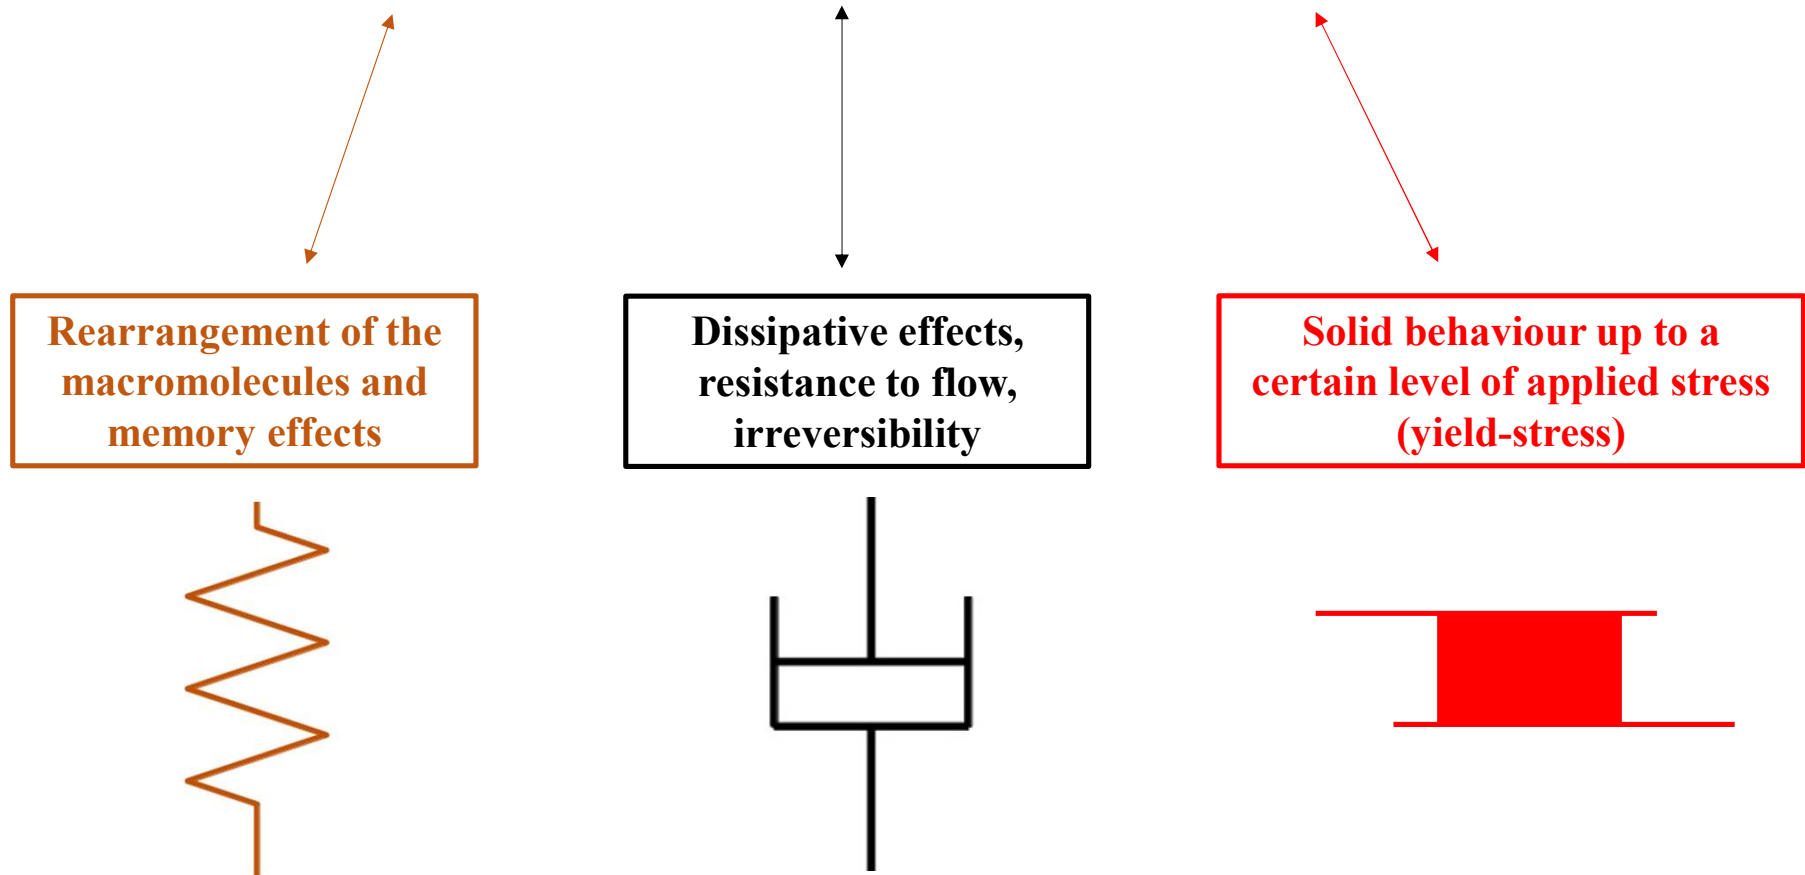 Rearrangement of the
macromolecules and
memory effects
Dissipative effects,
resistance to flow,
irreversibility
Solid behaviour up to a
certain level of applied stress
(yield-stress)